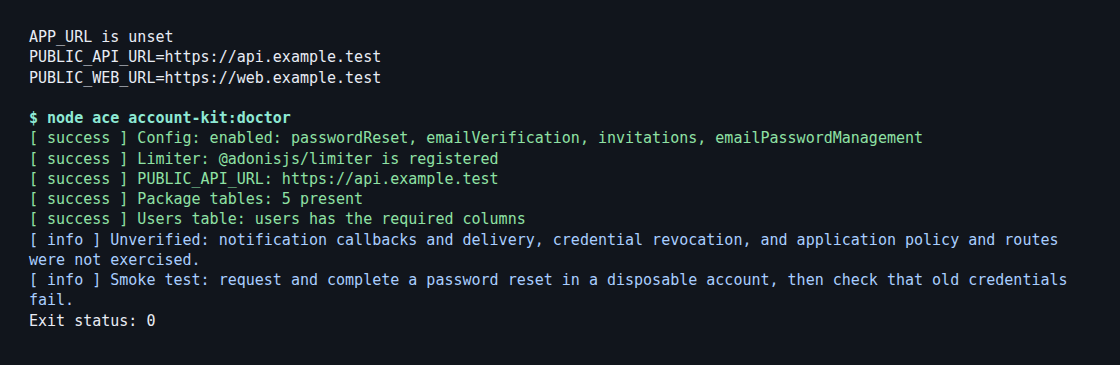 APP_URL is unset
PUBLIC_API_URL=https://api.example.test
PUBLIC_WEB_URL=https://web.example.test
$ node ace account-kit:doctor
[ success ] Config: enabled: passwordReset, emailVerification, invitations, emailPasswordManagement
[ success ] Limiter: @adonisjs/limiter is registered
[ success ] PUBLIC_API_URL: https://api.example.test
[ success ] Package tables: 5 present
[ success ] Users table: users has the required columns
[ info ] Unverified: notification callbacks and delivery, credential revocation, and application policy and routes
were not exercised.
[ info ] Smoke test: request and complete a password reset in a disposable account, then check that old credentials
fail.
Exit status: 0